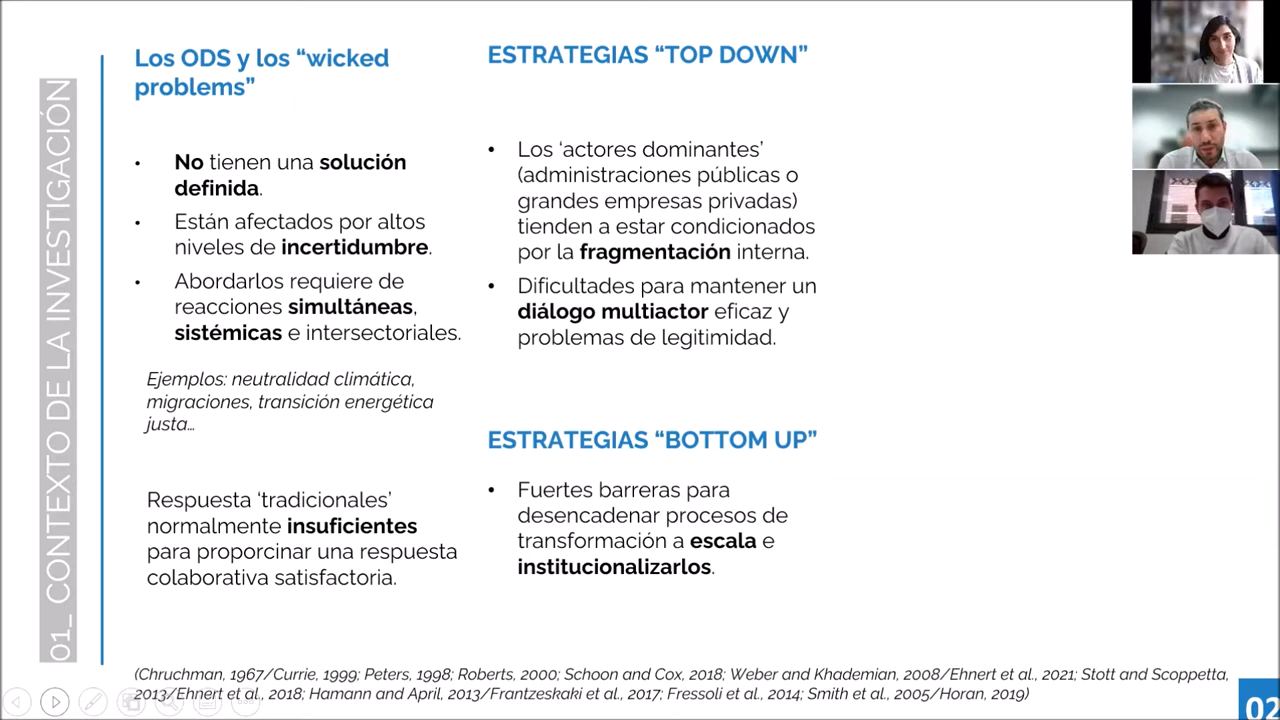 01_ CONTEXTO DE LA INVESTIGACIÓN
Los ODS y los “wicked
problems”
• No tienen una solución
definida.
• Están afectados por altos
niveles de incertidumbre.
• Abordarlos requiere de
reacciones simultáneas,
sistémicas e intersectoriales.
Ejemplos: neutralidad climática,
migraciones, transición energética
justa…
Respuesta ‘tradicionales’
normalmente insuficientes
para proporcinar una respuesta
colaborativa satisfactoria.
ESTRATEGIAS “TOP DOWN”
• Los ‘actores dominantes’
(administraciones públicas o
grandes empresas privadas)
tienden a estar condicionados
por la fragmentación interna.
• Dificultades para mantener un
diálogo multiactor eficaz y
problemas de legitimidad.
ESTRATEGIAS “BOTTOM UP”
• Fuertes barreras para
desencadenar procesos de
transformación a escala e
institucionalizarlos.
(Chruchman, 1967/Currie, 1999; Peters, 1998; Roberts, 2000; Schoon and Cox, 2018; Weber and Khademian, 2008/Ehnert et al., 2021; Stott and Scoppetta,
2013/Ehnert et al., 2018; Hamann and April, 2013/Frantzeskaki et al., 2017; Fressoli et al., 2014; Smith et al., 2005/Horan, 2019)
02